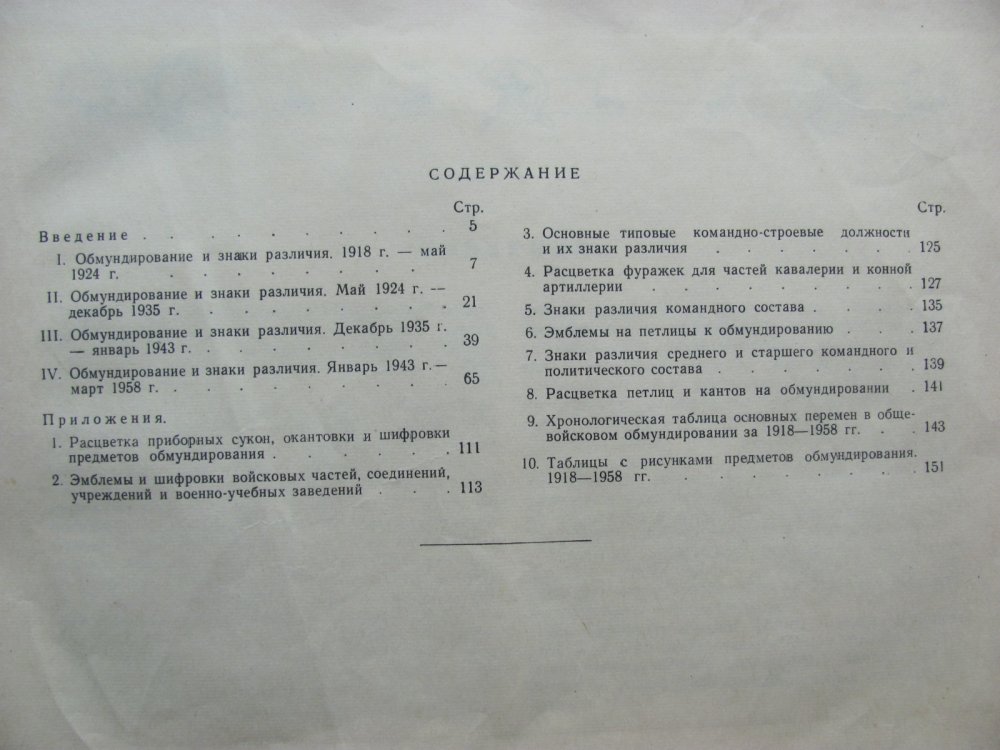 СОДЕРЖАНИЕ
Стр.
Введение . . . . . . . . . 5
I. Обмундирование и знаки различия. 1918 г. — май
1924 г. . . . . . . . 7
II. Обмундирование и знаки различия. Май 1924 г. —
декабрь 1935 г. . . . . . . . 21
III. Обмундирование и знаки различия. Декабрь 1935 г.
— январь 1943 г. . . . . . . . 39
IV. Обмундирование и знаки различия. Январь 1943 г.—
март 1958 г. . . . . . . . . 65
Приложения.
1. Расцветка приборных сукон, окантовки и шифровки
предметов обмундирования . . . . . . 111
2. Эмблемы и шифровки войсковых частей, соединений,
учреждений и военно-учебных заведений . . . 113
Стр.
3. Основные типовые командно-строевые должности
и их знаки различия . . . . . . . 125
4. Расцветка фуражек для частей кавалерии и конной
артиллерии . . . . . . . . 127
5. Знаки различия командного состава . . . . 135
6. Эмблемы на петлицы к обмундированию . . . 137
7. Знаки различия среднего и старшего командного и
политического состава . . . . . . . 139
8. Расцветка петлиц и кантов на обмундировании . 141
9. Хронологическая таблица основных перемен в обще-
войсковом обмундировании за 1918—1958 гг. . . 143
10. Таблицы с рисунками предметов обмундирования.
1918—1958 гг. . . . . . . . 151